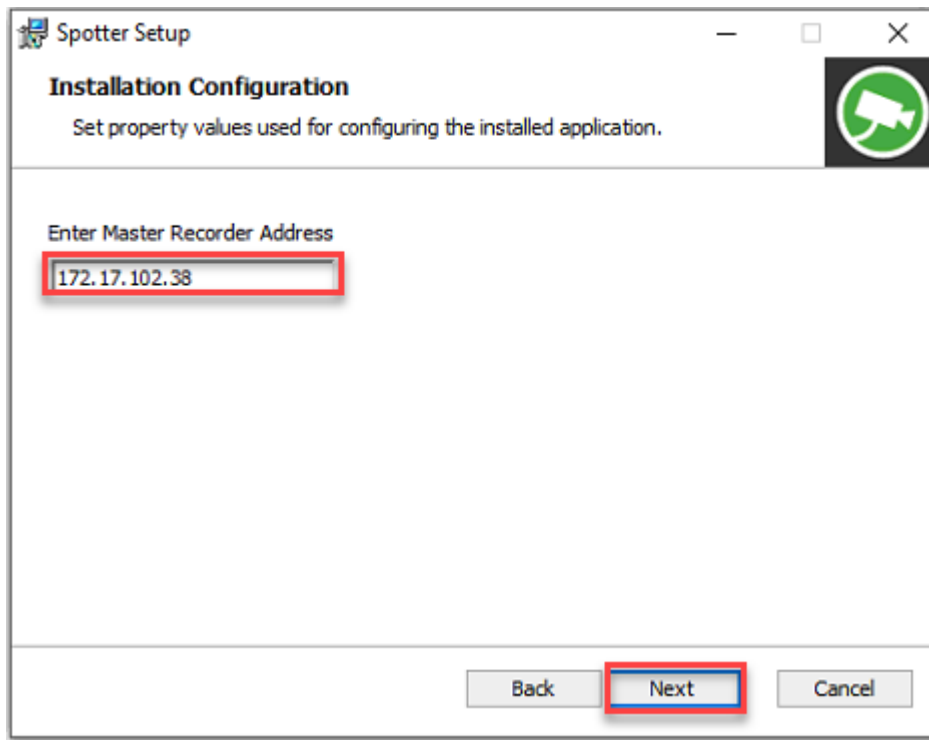 Spotter Setup
Installation Configuration
Set property values used for configuring the installed application.
Enter Master Recorder Address
172.17.102.38
Back Next Cancel